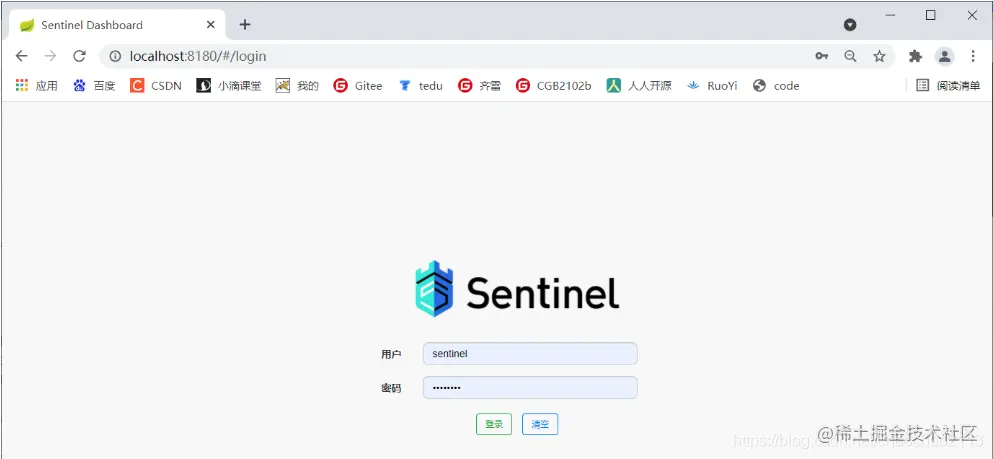 Sentinel Dashboard
localhost:8180/#/login
应用 百度 CSDN 小滴课堂 我的 Gitee tedu 齐雷 CGB2102b 人人开源 RuoYi code 阅读清单
Sentinel
用户 sentinel
密码 ••••••••
登录 清空
@稀土掘金技术社区
https://blog.